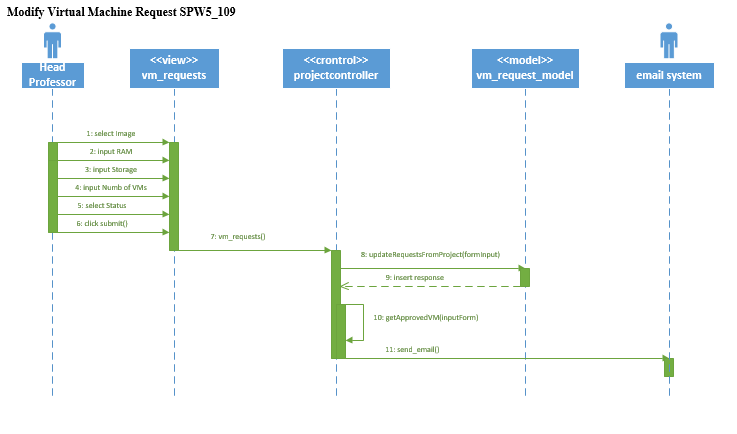 Modify Virtual Machine Request SPW5_109
Head
Professor
<<view>>
vm_requests
<<crontrol>>
projectcontroller
<<model>>
vm_request_model
email system
1: select Image
2: input RAM
3: input Storage
4: input Numb of VMs
5: select Status
6: click submit()
7: vm_requests()
8: updateRequestsFromProject(formInput)
9: insert response
10: getApprovedVM(inputForm)
11: send_email()